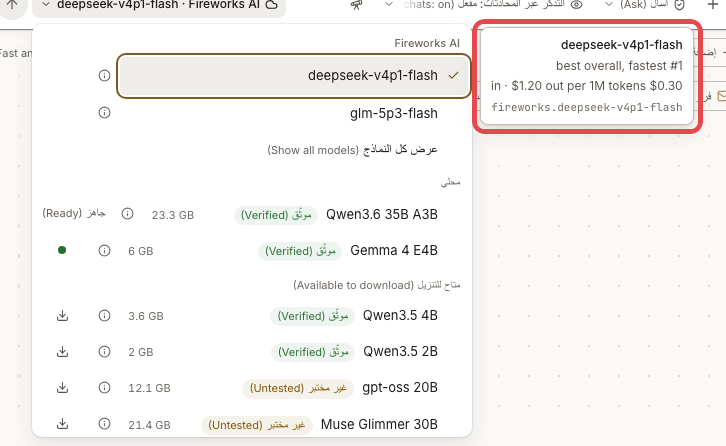 deepseek-v4p1-flash · Fireworks AI
chats: on) التذكر عبر المحادثات: مفعل
اسأل (Ask)
Fast an
Fireworks AI
deepseek-v4p1-flash
glm-5p3-flash
عرض كل النماذج (Show all models)
محلي
Qwen3.6 35B A3B موثّق (Verified) 23.3 GB جاهز (Ready)
Gemma 4 E4B موثّق (Verified) 6 GB
متاح للتنزيل (Available to download)
Qwen3.5 4B موثّق (Verified) 3.6 GB
Qwen3.5 2B موثّق (Verified) 2 GB
gpt-oss 20B غير مختبر (Untested) 12.1 GB
Muse Glimmer 30B غير مختبر (Untested) 21.4 GB
deepseek-v4p1-flash
best overall, fastest #1
in · $1.20 out per 1M tokens $0.30
fireworks.deepseek-v4p1-flash